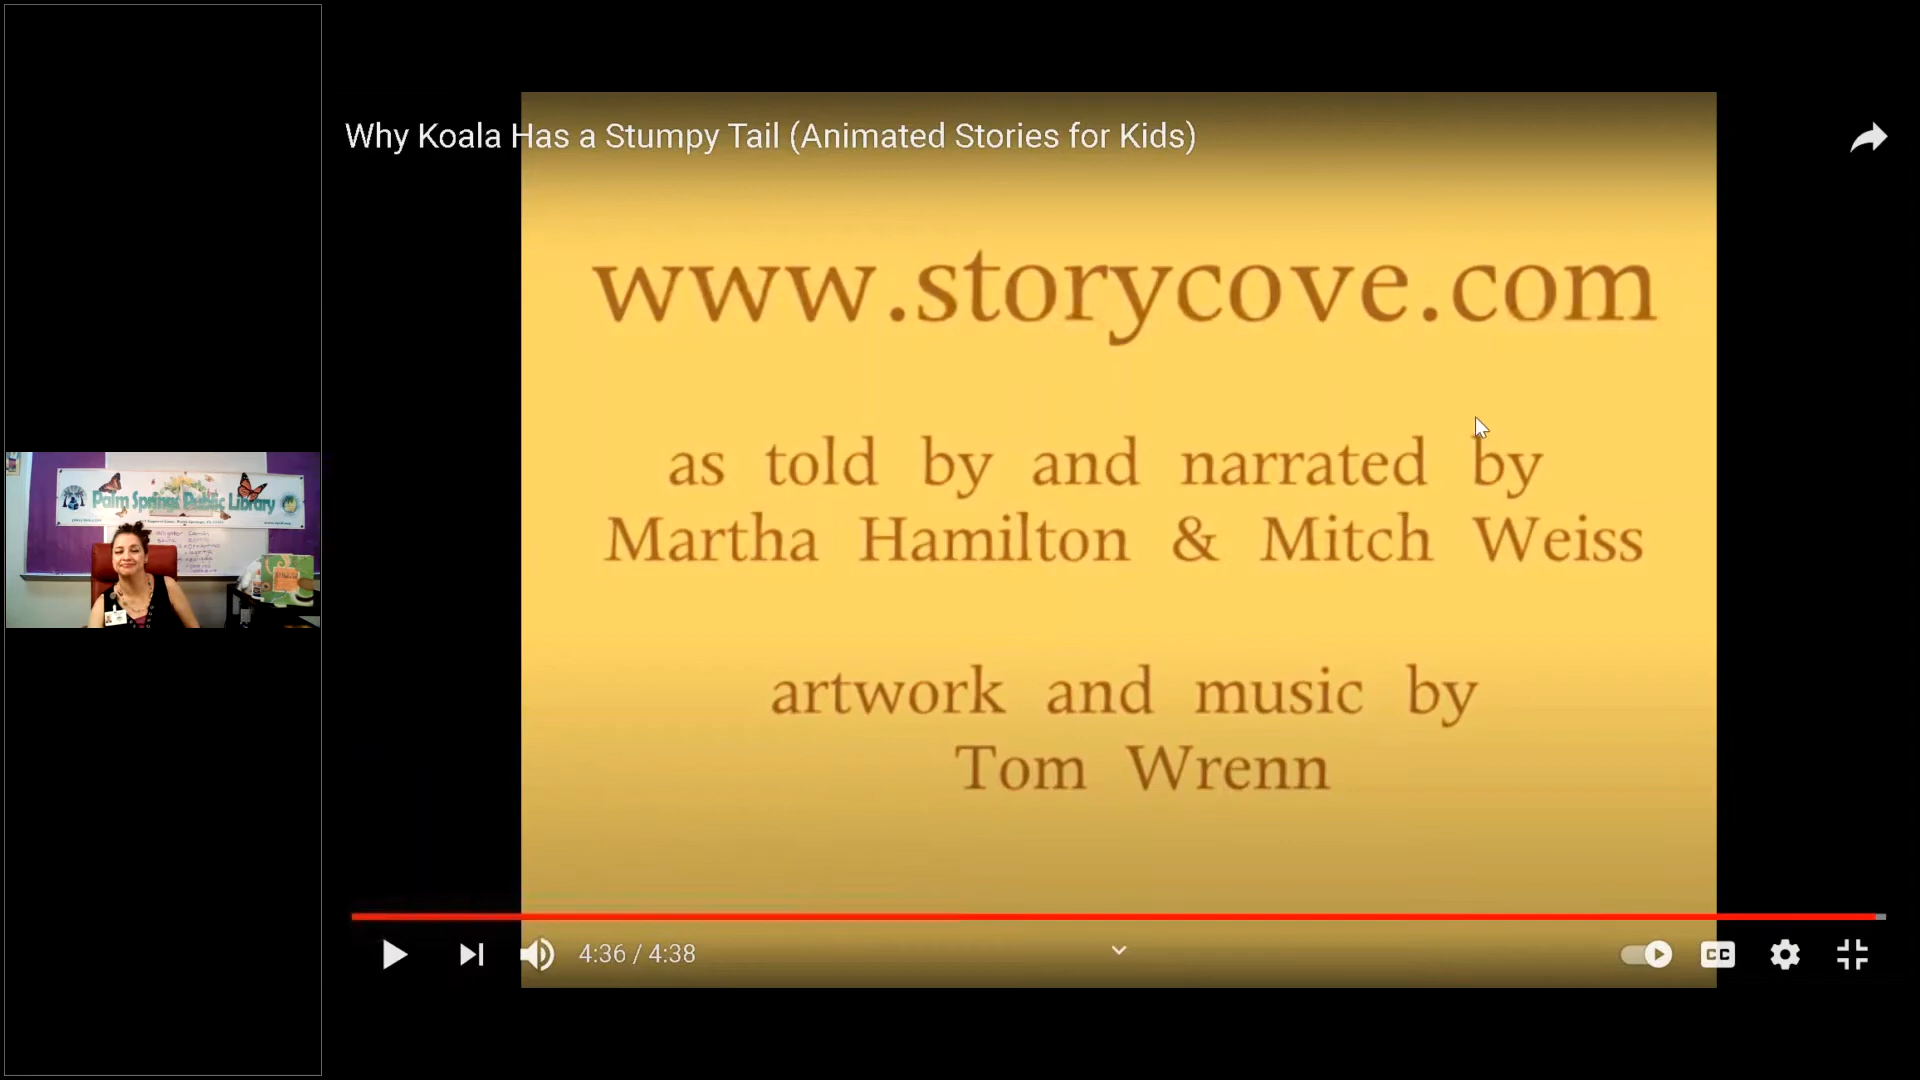 Why Koala Has a Stumpy Tail (Animated Stories for Kids)
www.storycove.com
as told by and narrated by
Martha Hamilton & Mitch Weiss
artwork and music by
Tom Wrenn
Palm Springs Public Library
4:36 / 4:38
CC